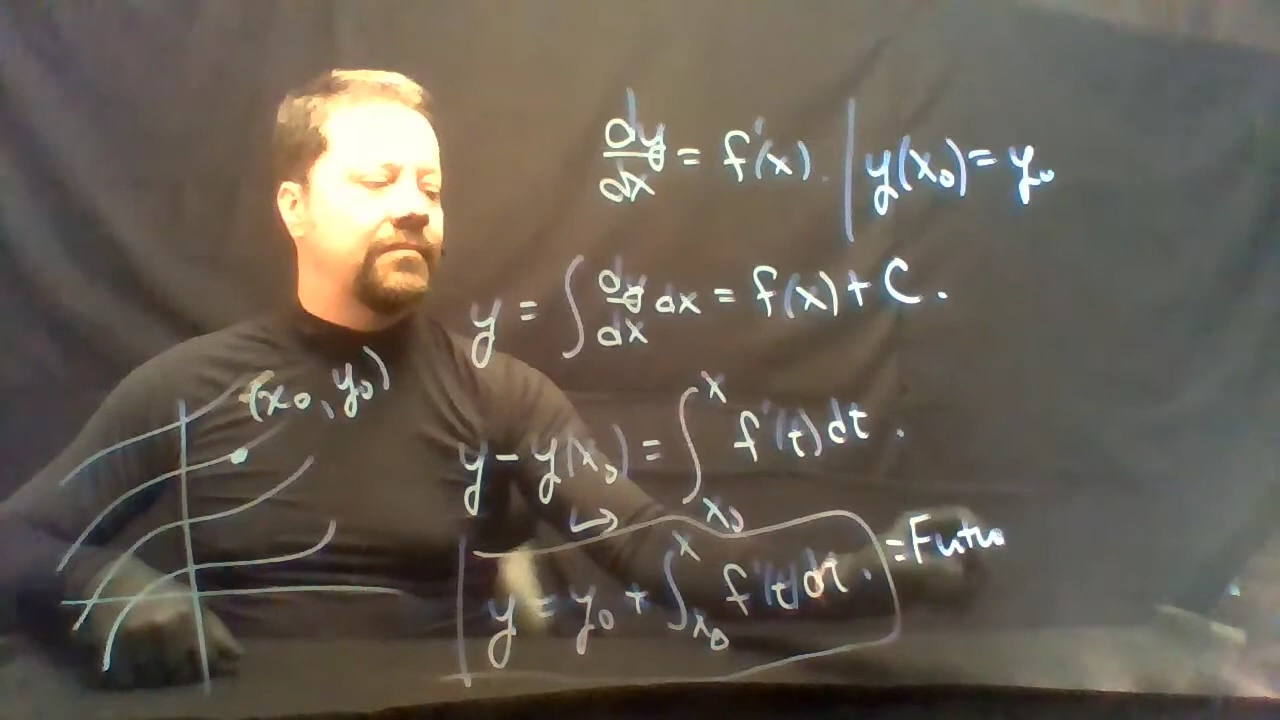 dy/dx = f'(x). | y(x₀) = y₀
y = ∫ dy/dx dx = f(x) + C.
(x₀, y₀)
y - y(x₀) = ∫_{x₀}^{x} f'(t) dt.
y = y₀ + ∫_{x₀}^{x} f'(t) dt. = Futu